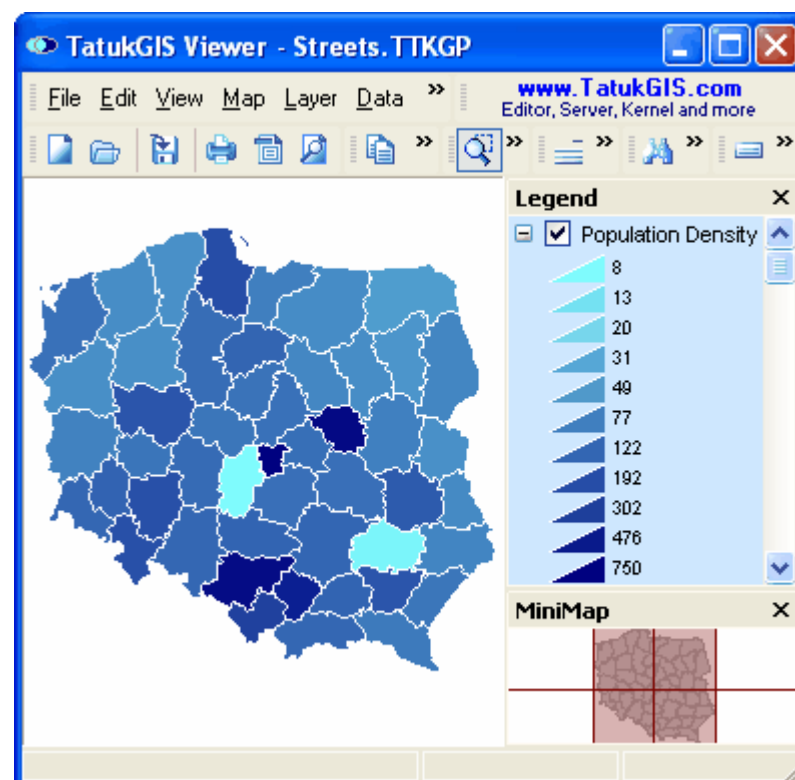 TatukGIS Viewer - Streets.TTKGP
File Edit View Map Layer Data »
www.TatukGIS.com
Editor, Server, Kernel and more
Legend
Population Density
8
13
20
31
49
77
122
192
302
476
750
MiniMap